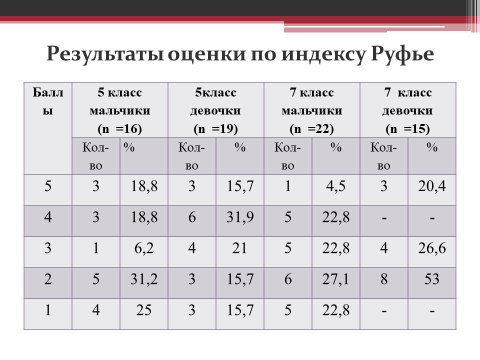 Результаты оценки по индексу Руфье
Балл
ы
5 класс
мальчики
(n =16)
5класс
девочки
(n =19)
7 класс
мальчики
(n =22)
7 класс
девочки
(n =15)
Кол-
во
%
Кол-
во
%
Кол-
во
%
Кол-
во
%
5 3 18,8 3 15,7 1 4,5 3 20,4
4 3 18,8 6 31,9 5 22,8 - -
3 1 6,2 4 21 5 22,8 4 26,6
2 5 31,2 3 15,7 6 27,1 8 53
1 4 25 3 15,7 5 22,8 - -